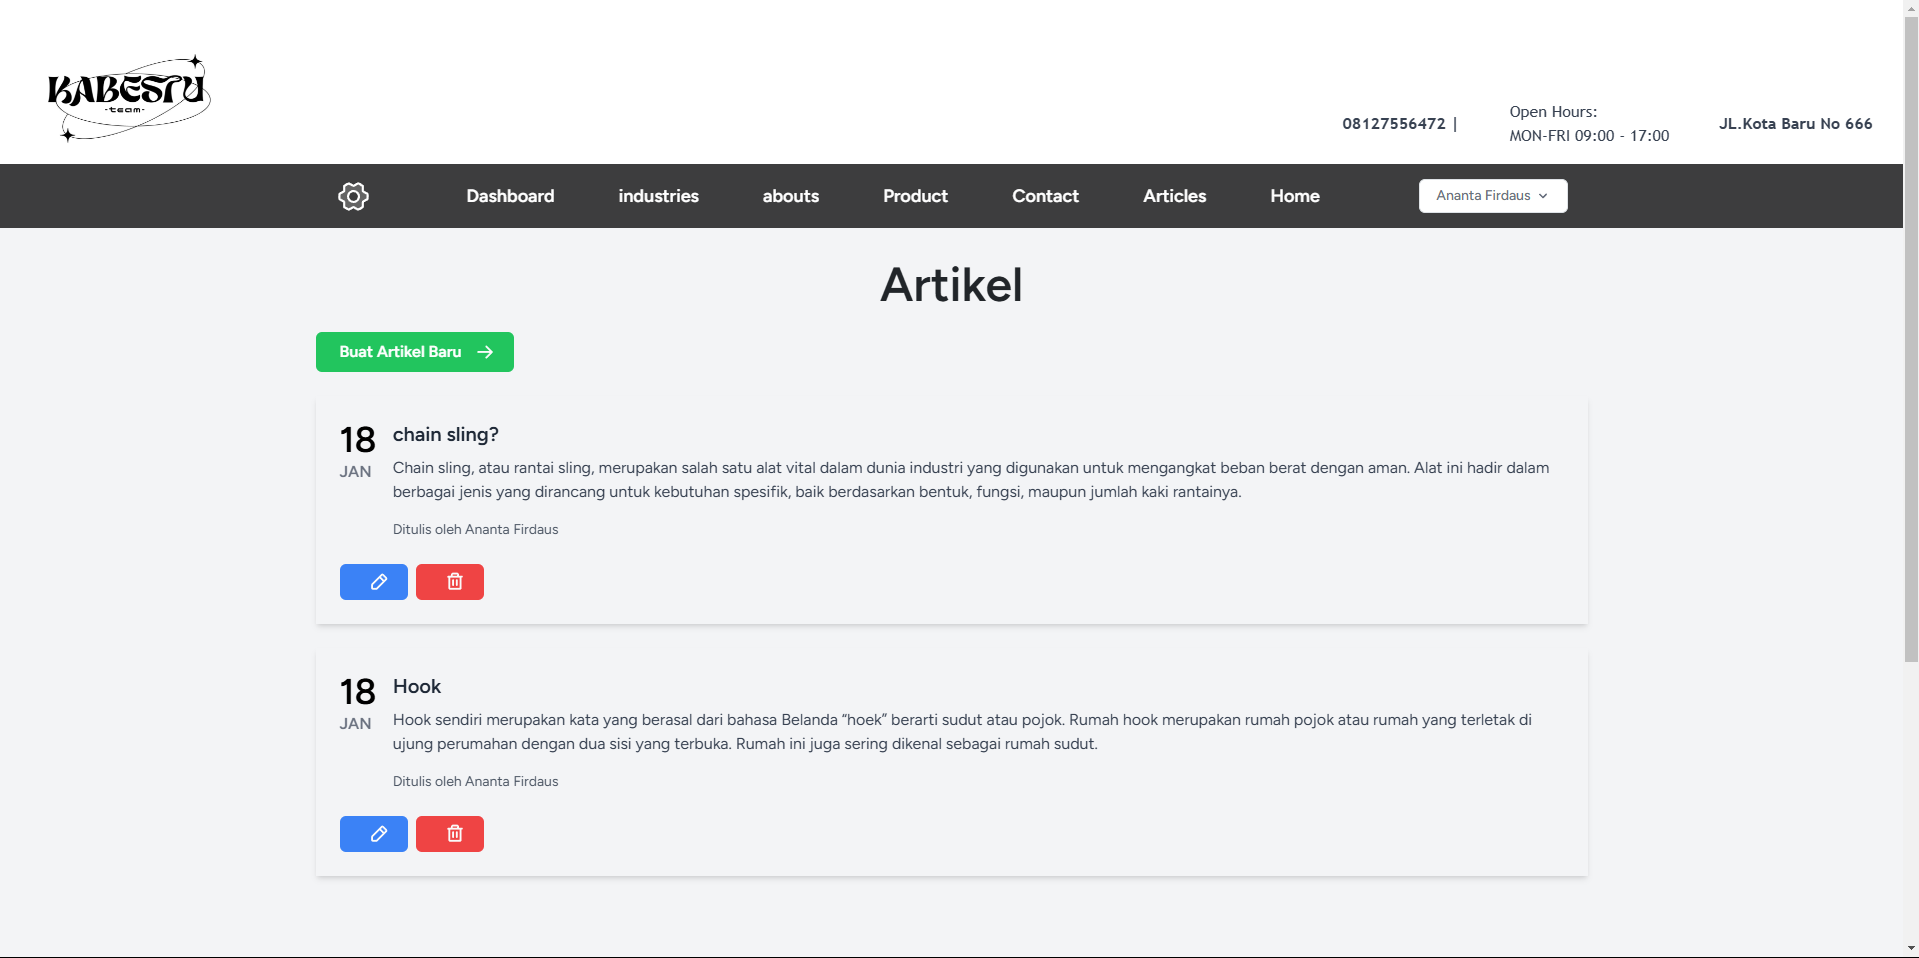 KABESTU
-team-
08127556472 |
Open Hours:
MON-FRI 09:00 - 17:00
JL.Kota Baru No 666
Dashboard
industries
abouts
Product
Contact
Articles
Home
Ananta Firdaus
Artikel
Buat Artikel Baru
18
JAN
chain sling?
Chain sling, atau rantai sling, merupakan salah satu alat vital dalam dunia industri yang digunakan untuk mengangkat beban berat dengan aman. Alat ini hadir dalam
berbagai jenis yang dirancang untuk kebutuhan spesifik, baik berdasarkan bentuk, fungsi, maupun jumlah kaki rantainya.
Ditulis oleh Ananta Firdaus
18
JAN
Hook
Hook sendiri merupakan kata yang berasal dari bahasa Belanda “hoek” berarti sudut atau pojok. Rumah hook merupakan rumah pojok atau rumah yang terletak di
ujung perumahan dengan dua sisi yang terbuka. Rumah ini juga sering dikenal sebagai rumah sudut.
Ditulis oleh Ananta Firdaus